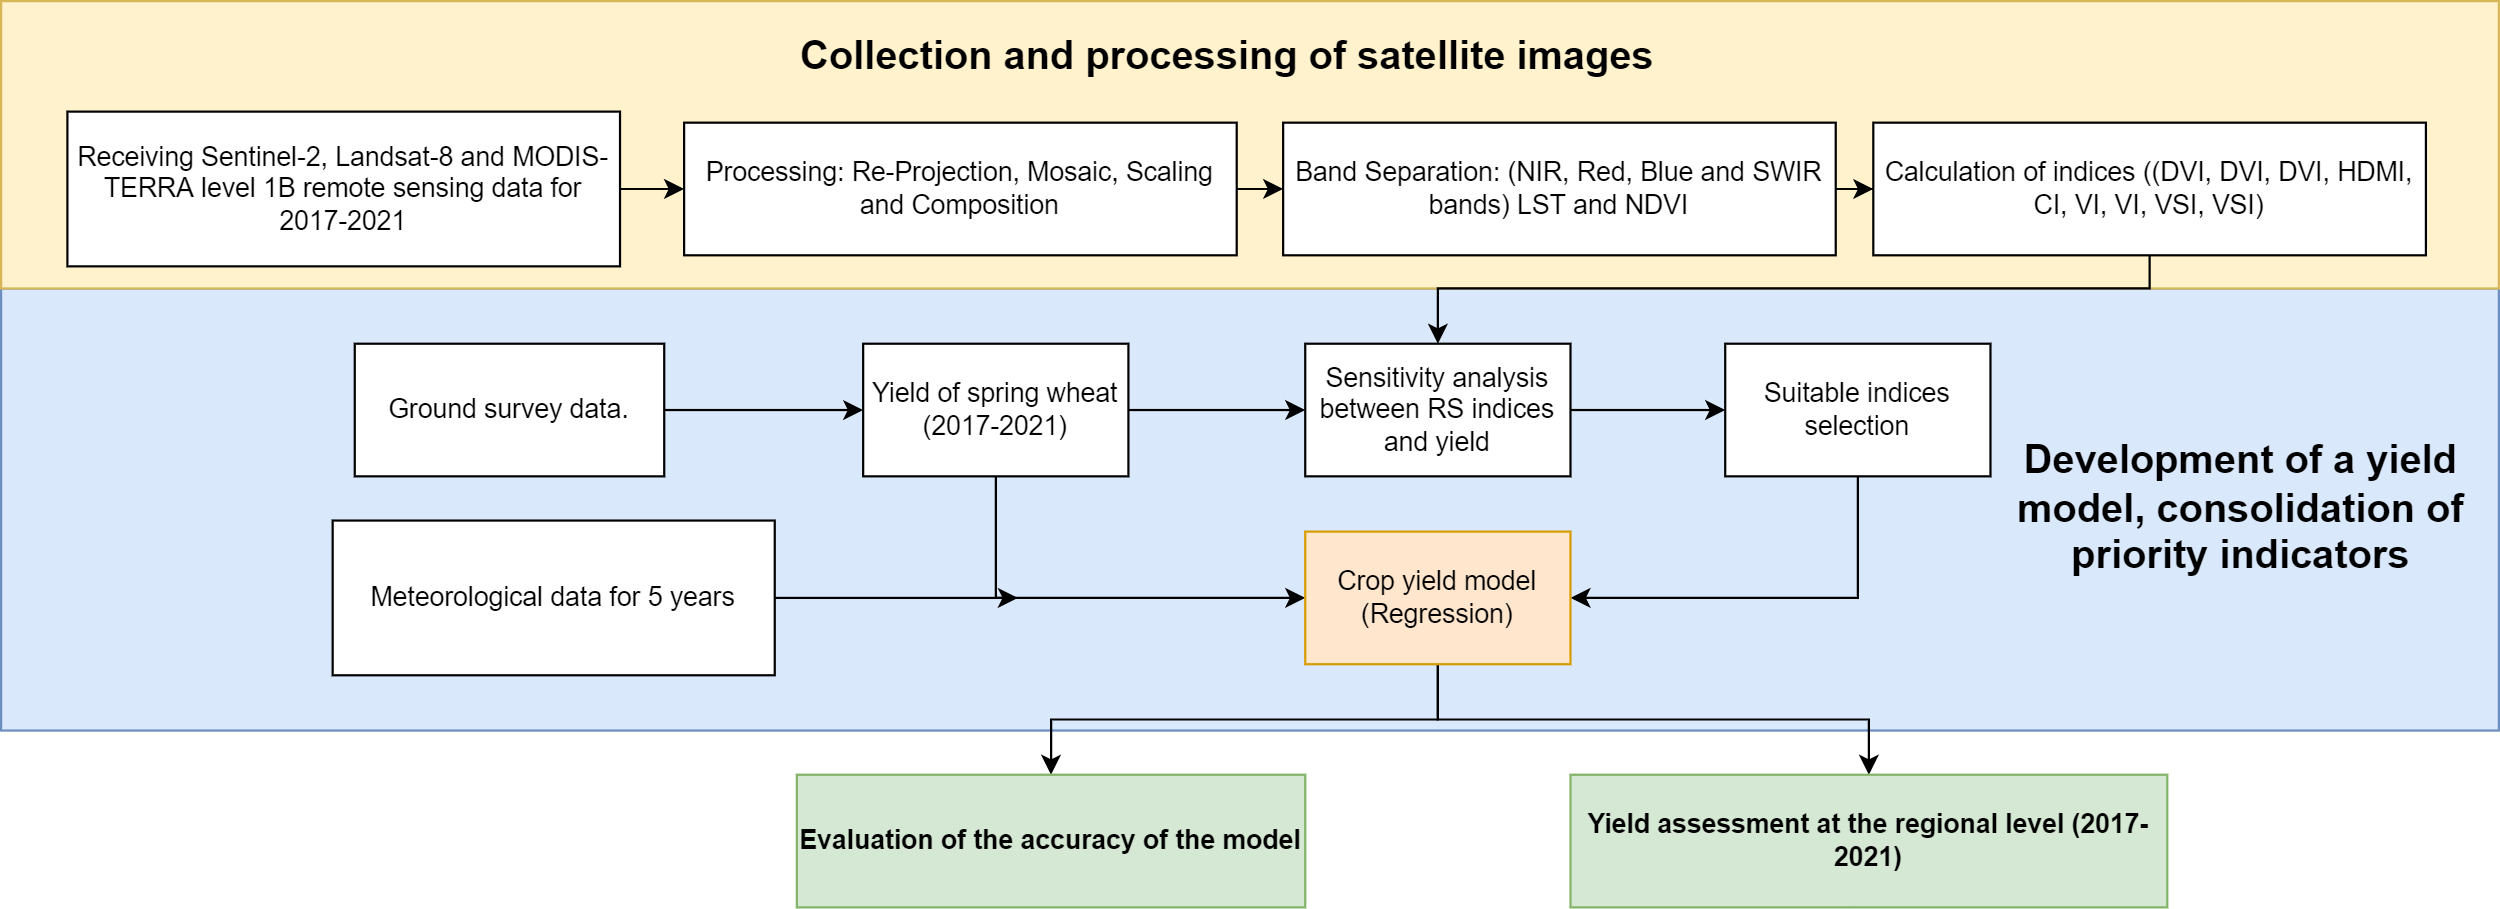 Collection and processing of satellite images
Receiving Sentinel-2, Landsat-8 and MODIS-
TERRA level 1B remote sensing data for
2017-2021
Processing: Re-Projection, Mosaic, Scaling
and Composition
Band Separation: (NIR, Red, Blue and SWIR
bands) LST and NDVI
Calculation of indices ((DVI, DVI, DVI, HDMI,
CI, VI, VI, VSI, VSI)
Ground survey data.
Yield of spring wheat
(2017-2021)
Sensitivity analysis
between RS indices
and yield
Suitable indices
selection
Development of a yield
model, consolidation of
priority indicators
Meteorological data for 5 years
Crop yield model
(Regression)
Evaluation of the accuracy of the model
Yield assessment at the regional level (2017-
2021)